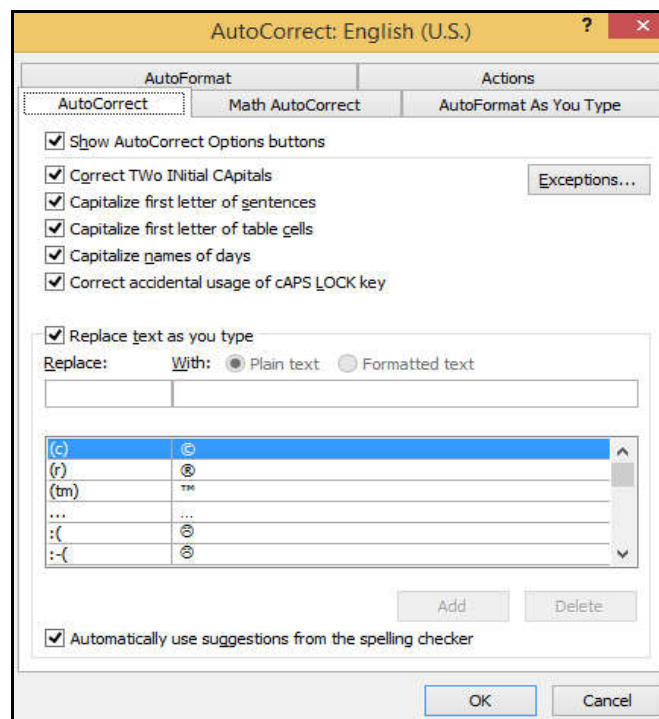 AutoCorrect: English (U.S.) ? ×
AutoFormat Actions
AutoCorrect Math AutoCorrect AutoFormat As You Type
Show AutoCorrect Options buttons
Correct TWo INitial CApitals Exceptions...
Capitalize first letter of sentences
Capitalize first letter of table cells
Capitalize names of days
Correct accidental usage of cAPS LOCK key
Replace text as you type
Replace: With: Plain text Formatted text
(c) ©
(r) ®
(tm) ™
... ...
:( ☹
:-( ☹
Add Delete
Automatically use suggestions from the spelling checker
OK Cancel